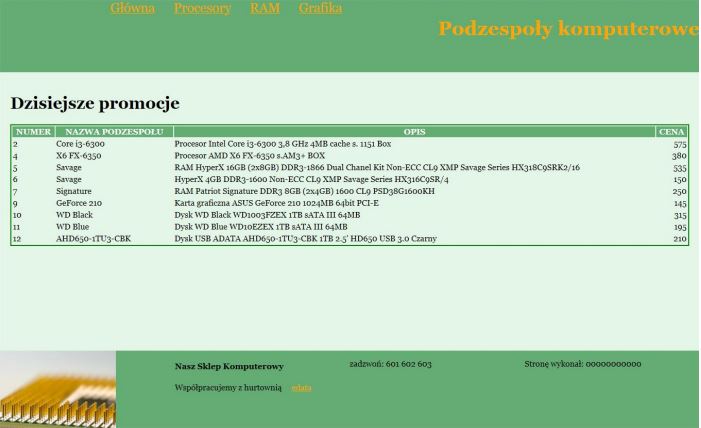 Główna Procesory RAM Grafika
Podzespoły komputerowe
Dzisiejsze promocje
NUMER NAZWA PODZESPOŁU OPIS CENA
2 Core i3-6300 Procesor Intel Core i3-6300 3,8 GHz 4MB cache s. 1151 Box 575
4 X6 FX-6350 Procesor AMD X6 FX-6350 s.AM3+ BOX 380
5 Savage RAM HyperX 16GB (2x8GB) DDR3-1866 Dual Chanel Kit Non-ECC CL9 XMP Savage Series HX318C9SRK2/16 535
6 Savage HyperX 4GB DDR3-1600 Non-ECC CL9 XMP Savage Series HX316C9SR/4 150
7 Signature RAM Patriot Signature DDR3 8GB (2x4GB) 1600 CL9 PSD38G1600KH 250
9 GeForce 210 Karta graficzna ASUS GeForce 210 1024MB 64bit PCI-E 145
10 WD Black Dysk WD Black WD1003FZEX 1TB sATA III 64MB 315
11 WD Blue Dysk WD Blue WD10EZEX 1TB sATA III 64MB 195
12 AHD650-1TU3-CBK Dysk USB ADATA AHD650-1TU3-CBK 1TB 2.5' HD650 USB 3.0 Czarny 210
Nasz Sklep Komputerowy zadzwoń: 601 602 603 Stronę wykonał: 00000000000
Współpracujemy z hurtownią edata